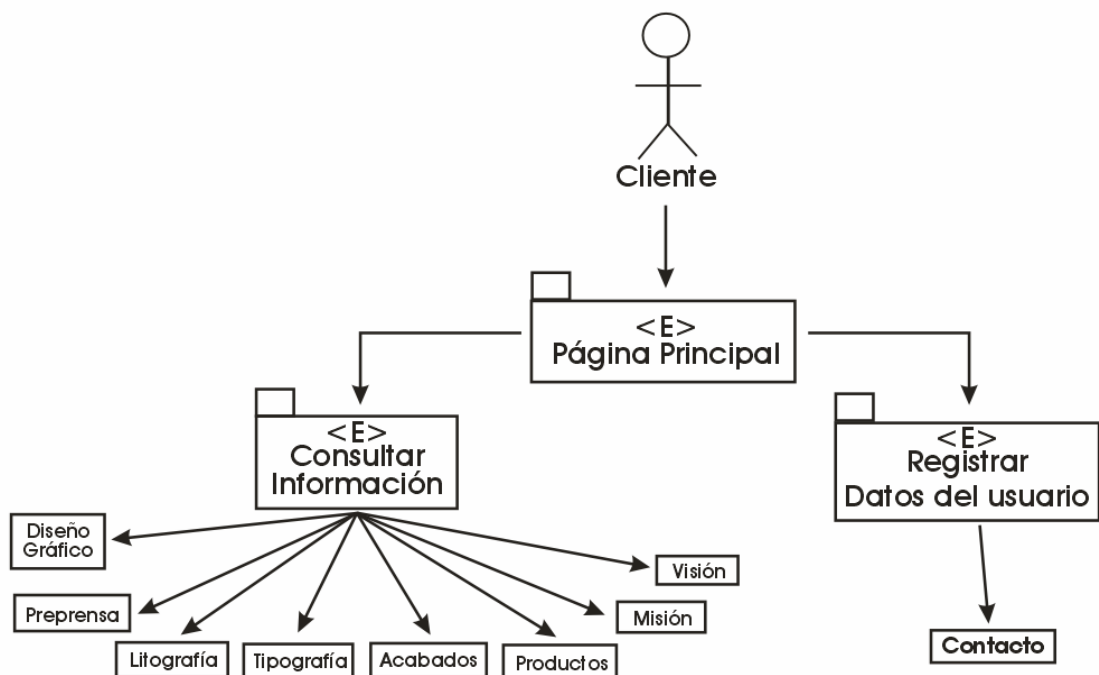 Cliente
<E>
Página Principal
<E>
Consultar
Información
<E>
Registrar
Datos del usuario
Diseño
Gráfico
Preprensa
Litografía
Tipografía
Acabados
Productos
Misión
Visión
Contacto